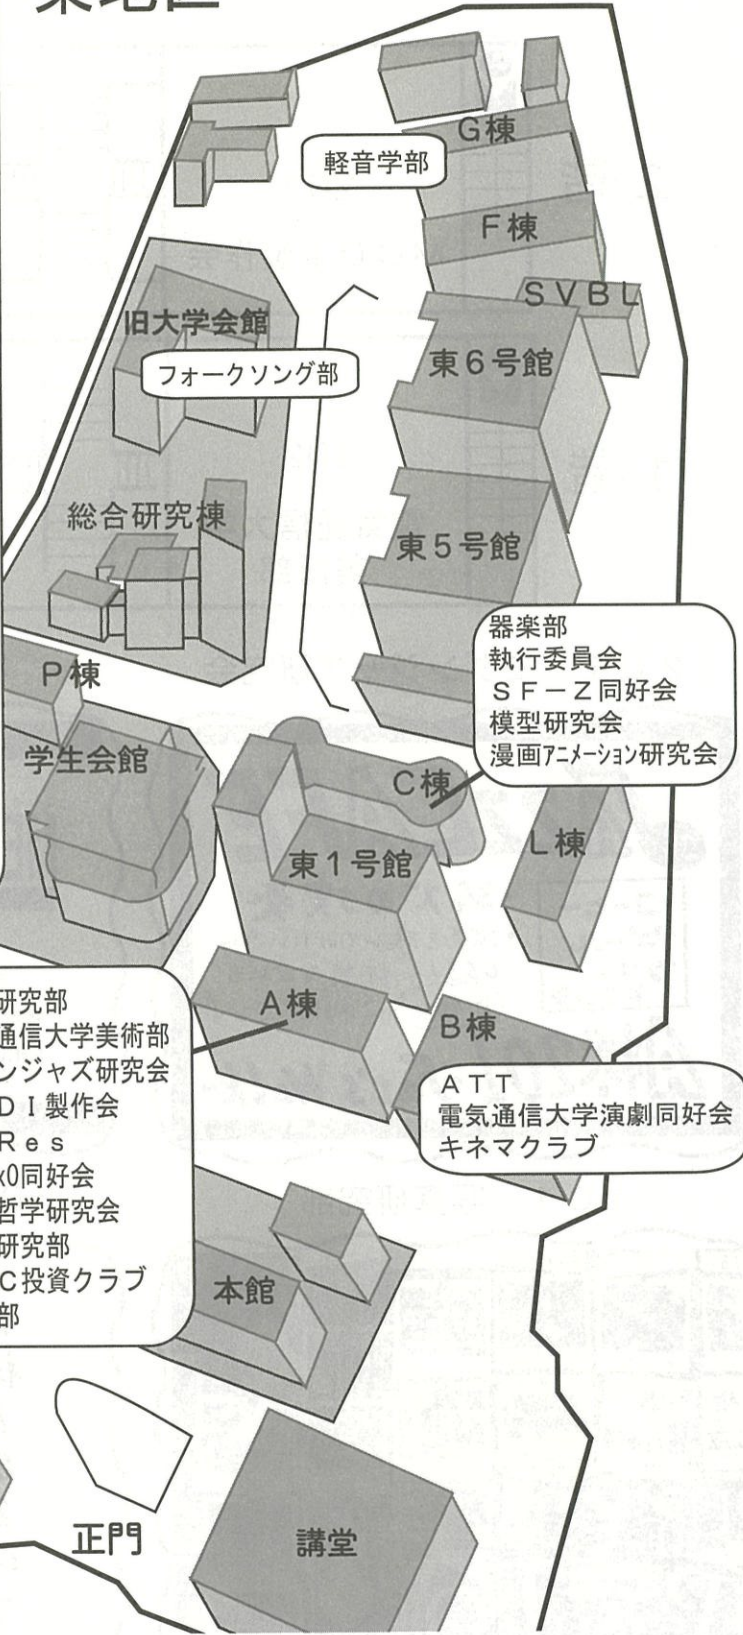 東地区
G棟
軽音学部
F棟
SVBL
旧大学会館
フォークソング部
東6号館
総合研究棟
東5号館
器楽部
執行委員会
SF－Z同好会
模型研究会
漫画アニメーション研究会
P棟
学生会館
C棟
東1号館
L棟
A棟
B棟
研究部
通信大学美術部
ンジャズ研究会
DI製作会
Res
x0同好会
哲学研究会
研究部
C投資クラブ
部
ATT
電気通信大学演劇同好会
キネマクラブ
本館
正門
講堂